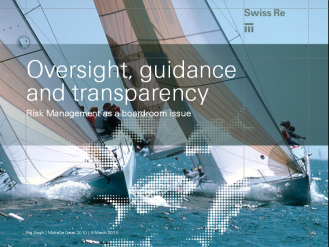 Swiss Re
Oversight, guidance
and transparency
Risk Management as a boardroom issue